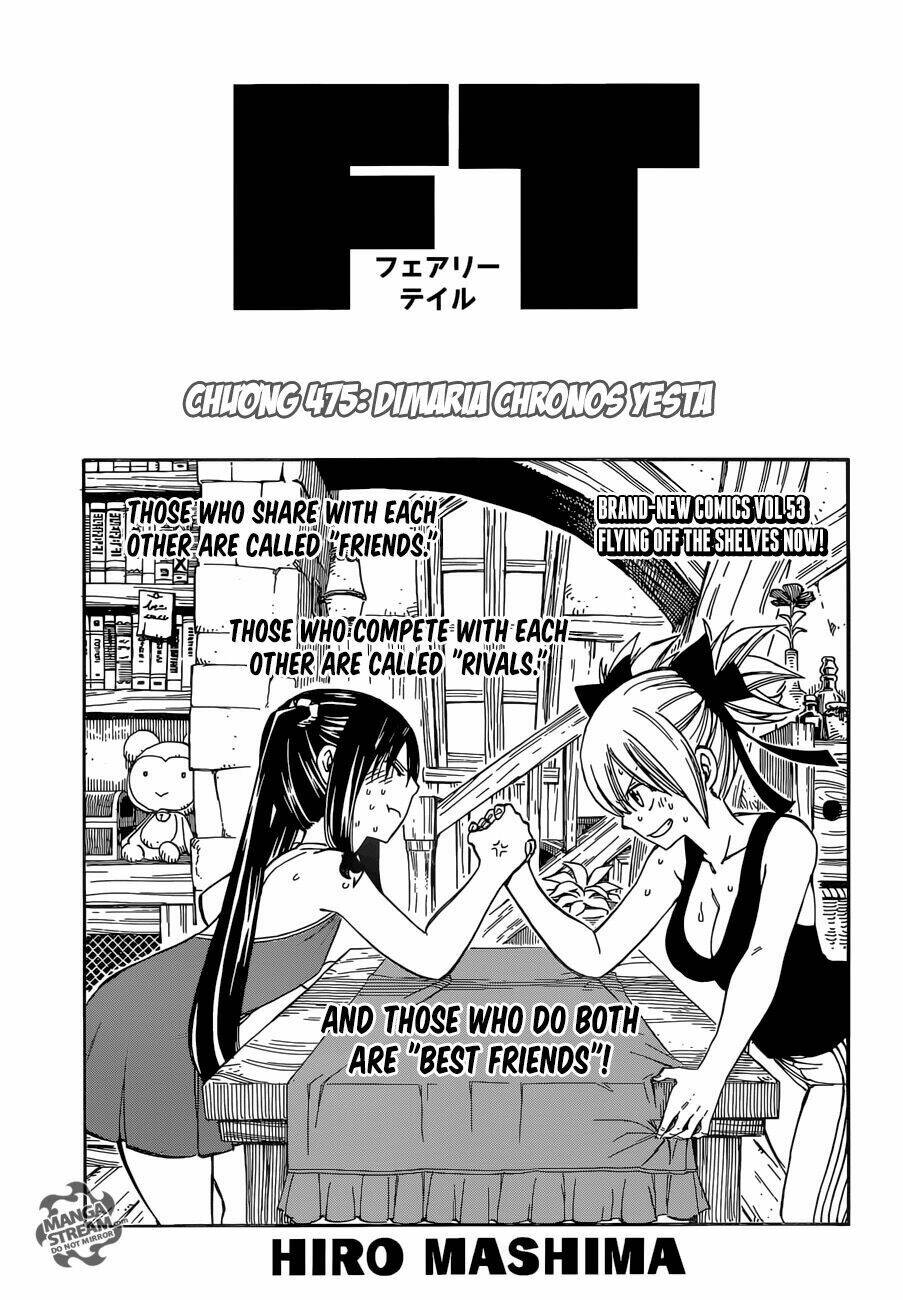 FT
フェアリー
テイル
CHƯƠNG 475: DIMARIA CHRONOS YESTA
THOSE WHO SHARE WITH EACH
OTHER ARE CALLED "FRIENDS."
BRAND-NEW COMICS VOL 53
FLYING OFF THE SHELVES NOW!
THOSE WHO COMPETE WITH EACH
OTHER ARE CALLED "RIVALS."
AND THOSE WHO DO BOTH
ARE "BEST FRIENDS"!
MANGA
STREAM.com
DO NOT MIRROR
HIRO MASHIMA